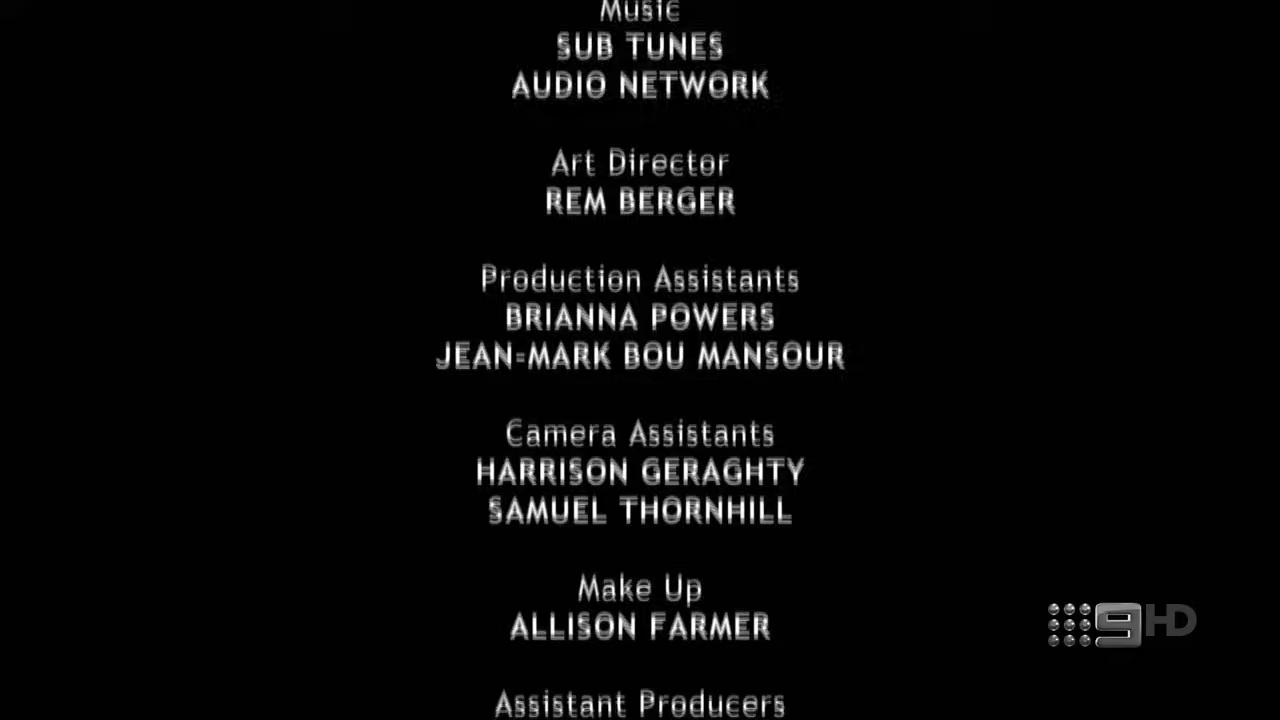 Music
SUB TUNES
AUDIO NETWORK
Art Director
REM BERGER
Production Assistants
BRIANNA POWERS
JEAN-MARK BOU MANSOUR
Camera Assistants
HARRISON GERAGHTY
SAMUEL THORNHILL
Make Up
ALLISON FARMER
9HD
Assistant Producers